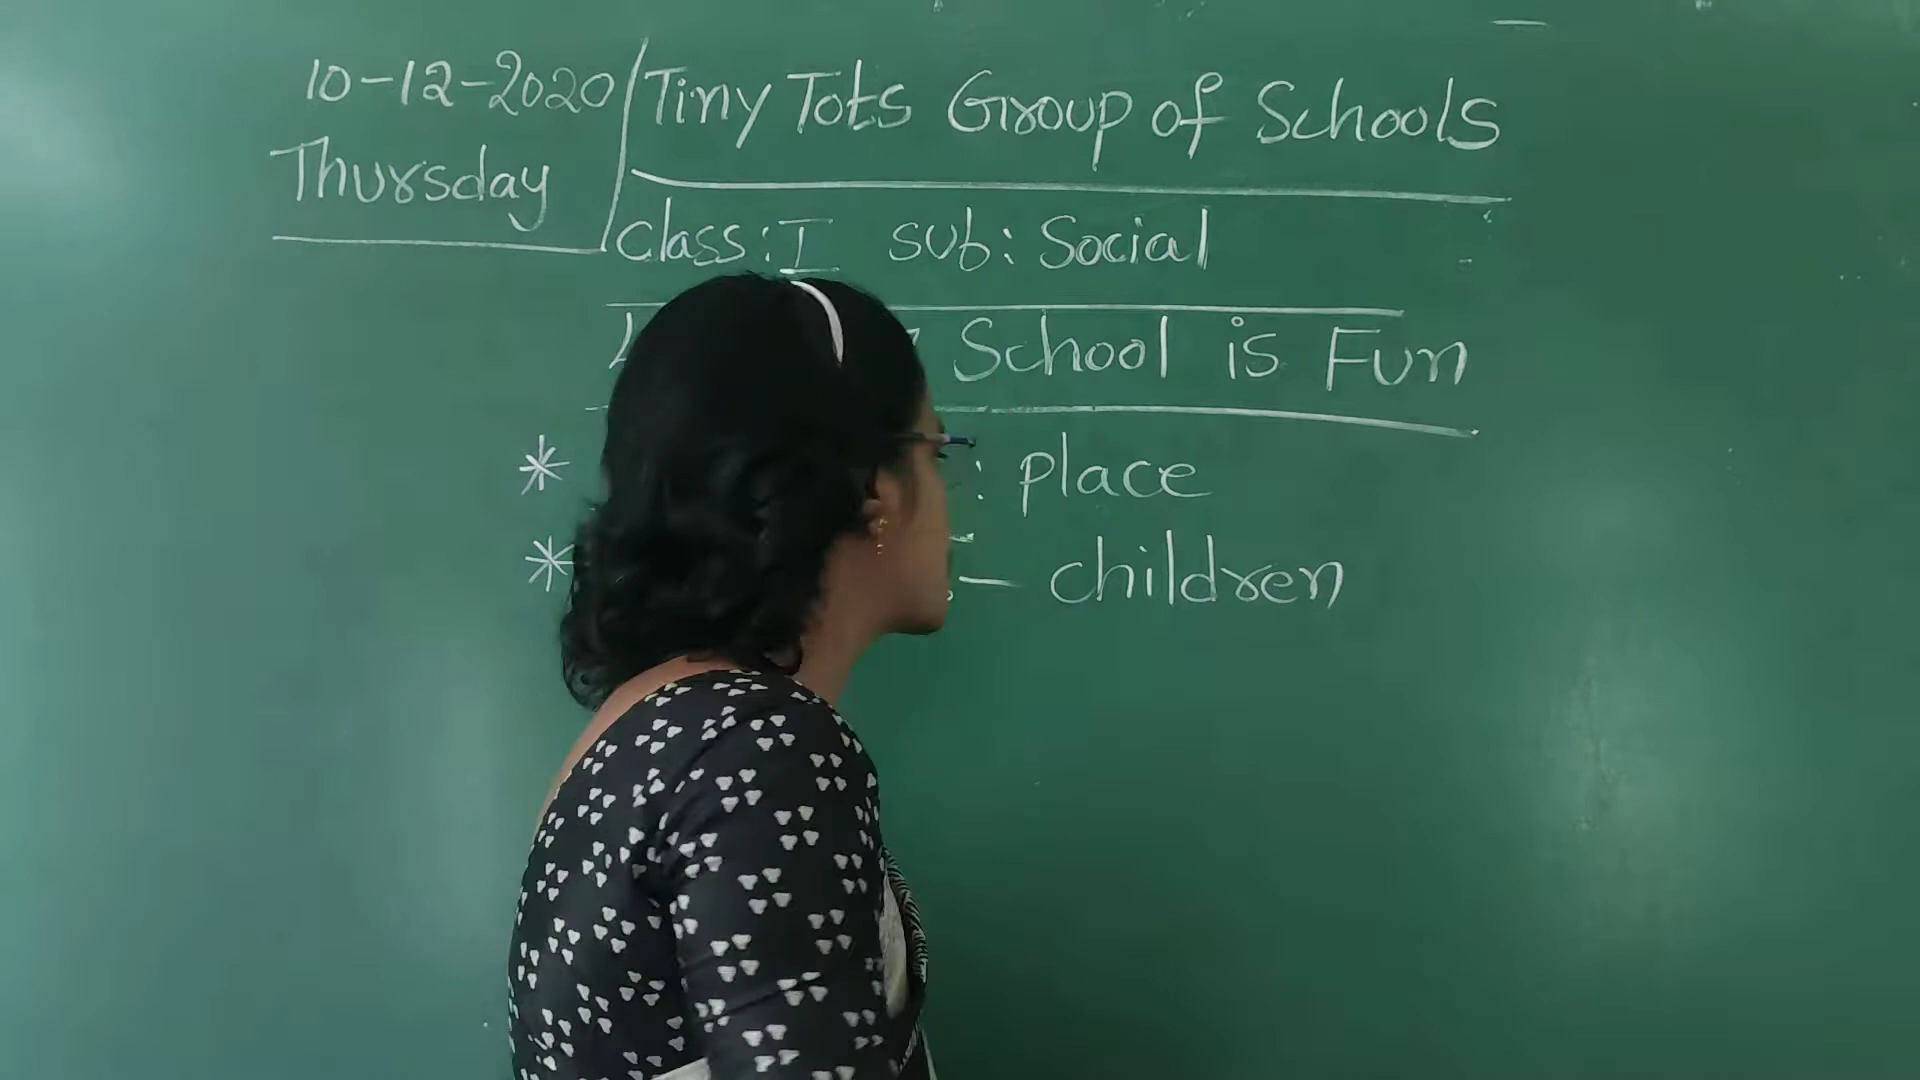 10-12-2020
Thursday
Tiny Tots Group of Schools
class: I sub: Social
School is Fun
* : place
* - children